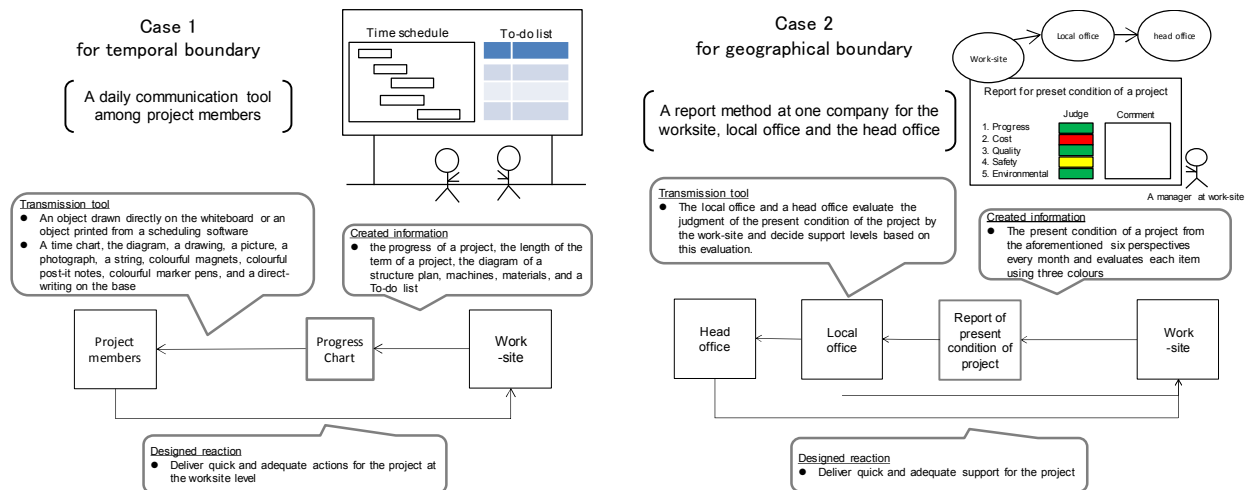 Case 1
for temporal boundary
A daily communication tool
among project members
Time schedule
To-do list
Transmission tool
● An object drawn directly on the whiteboard or an
object printed from a scheduling software
● A time chart, the diagram, a drawing, a picture, a
photograph, a string, colourful magnets, colourful
post-it notes, colourful marker pens, and a direct-
writing on the base
Created information
● the progress of a project, the length of the
term of a project, the diagram of a
structure plan, machines, materials, and a
To-do list
Project
members
Progress
Chart
Work
-site
Designed reaction
● Deliver quick and adequate actions for the project at
the worksite level
Case 2
for geographical boundary
A report method at one company for the
worksite, local office and the head office
Work-site
Local office
head office
Report for preset condition of a project
Judge
Comment
1. Progress
2. Cost
3. Quality
4. Safety
5. Environmental
A manager at work-site
Transmission tool
● The local office and a head office evaluate the
judgment of the present condition of the project by
the work-site and decide support levels based on
this evaluation.
Created information
● The present condition of a project from
the aforementioned six perspectives
every month and evaluates each item
using three colours
Head
office
Local
office
Report of
present
condition of
project
Work
-site
Designed reaction
● Deliver quick and adequate support for the project